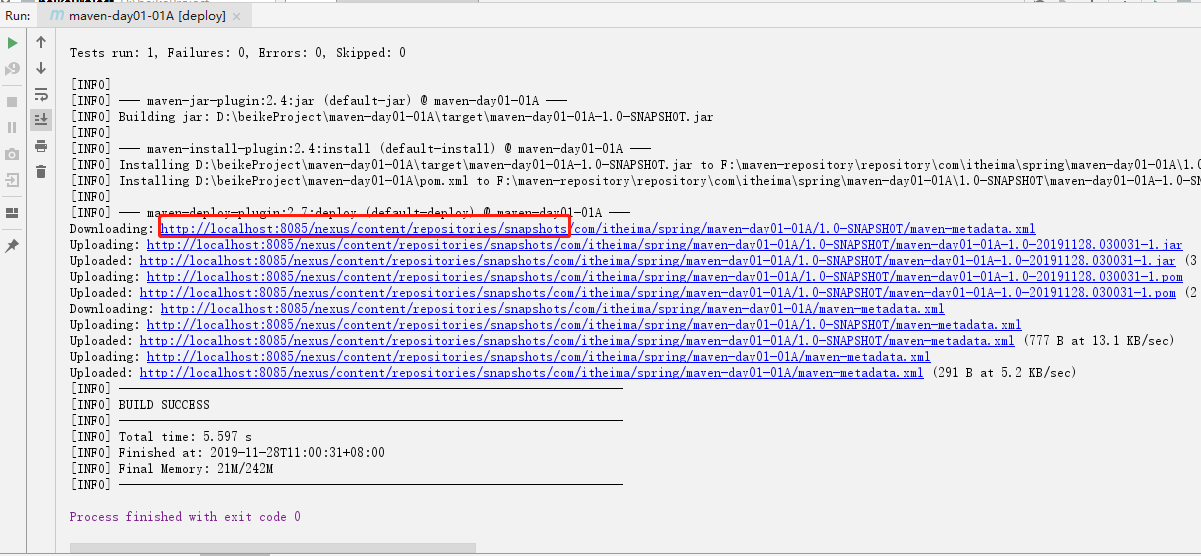 Run: maven-day01-01A [deploy]
Tests run: 1, Failures: 0, Errors: 0, Skipped: 0
[INFO]
[INFO] --- maven-jar-plugin:2.4:jar (default-jar) @ maven-day01-01A ---
[INFO] Building jar: D:\beikeProject\maven-day01-01A\target\maven-day01-01A-1.0-SNAPSHOT.jar
[INFO]
[INFO] --- maven-install-plugin:2.4:install (default-install) @ maven-day01-01A ---
[INFO] Installing D:\beikeProject\maven-day01-01A\target\maven-day01-01A-1.0-SNAPSHOT.jar to F:\maven-repository\repository\com\itheima\spring\maven-day01-01A\1.0
[INFO] Installing D:\beikeProject\maven-day01-01A\pom.xml to F:\maven-repository\repository\com\itheima\spring\maven-day01-01A\1.0-SNAPSHOT\maven-day01-01A-1.0-SN
[INFO]
[INFO] --- maven-deploy-plugin:2.7:deploy (default-deploy) @ maven-day01-01A ---
Downloading: http://localhost:8085/nexus/content/repositories/snapshots/com/itheima/spring/maven-day01-01A/1.0-SNAPSHOT/maven-metadata.xml
Uploading: http://localhost:8085/nexus/content/repositories/snapshots/com/itheima/spring/maven-day01-01A/1.0-SNAPSHOT/maven-day01-01A-1.0-20191128.030031-1.jar
Uploaded: http://localhost:8085/nexus/content/repositories/snapshots/com/itheima/spring/maven-day01-01A/1.0-SNAPSHOT/maven-day01-01A-1.0-20191128.030031-1.jar (3
Uploading: http://localhost:8085/nexus/content/repositories/snapshots/com/itheima/spring/maven-day01-01A/1.0-SNAPSHOT/maven-day01-01A-1.0-20191128.030031-1.pom
Uploaded: http://localhost:8085/nexus/content/repositories/snapshots/com/itheima/spring/maven-day01-01A/1.0-SNAPSHOT/maven-day01-01A-1.0-20191128.030031-1.pom (2
Downloading: http://localhost:8085/nexus/content/repositories/snapshots/com/itheima/spring/maven-day01-01A/maven-metadata.xml
Uploading: http://localhost:8085/nexus/content/repositories/snapshots/com/itheima/spring/maven-day01-01A/1.0-SNAPSHOT/maven-metadata.xml
Uploaded: http://localhost:8085/nexus/content/repositories/snapshots/com/itheima/spring/maven-day01-01A/1.0-SNAPSHOT/maven-metadata.xml (777 B at 13.1 KB/sec)
Uploading: http://localhost:8085/nexus/content/repositories/snapshots/com/itheima/spring/maven-day01-01A/maven-metadata.xml
Uploaded: http://localhost:8085/nexus/content/repositories/snapshots/com/itheima/spring/maven-day01-01A/maven-metadata.xml (291 B at 5.2 KB/sec)
[INFO] ------------------------------------------------------------------------
[INFO] BUILD SUCCESS
[INFO] ------------------------------------------------------------------------
[INFO] Total time: 5.597 s
[INFO] Finished at: 2019-11-28T11:00:31+08:00
[INFO] Final Memory: 21M/242M
[INFO] ------------------------------------------------------------------------
Process finished with exit code 0